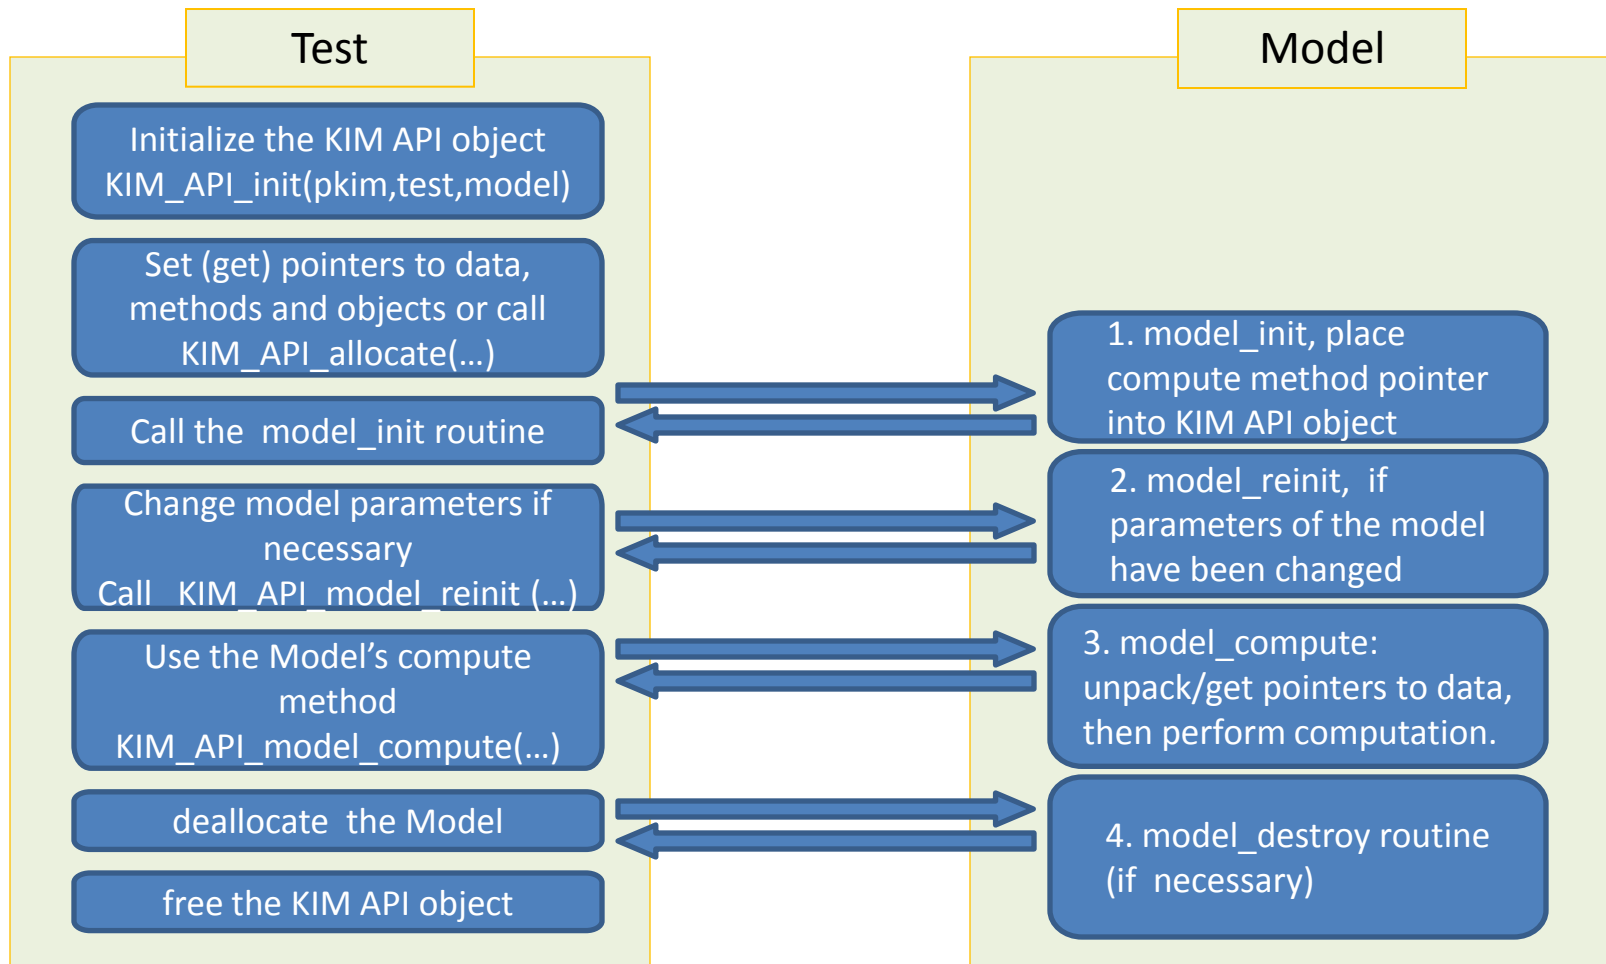 Test
Initialize the KIM API object
KIM_API_init(pkim,test,model)
Set (get) pointers to data,
methods and objects or call
KIM_API_allocate(...)
Call the  model_init routine
Change model parameters if
necessary
Call   KIM_API_model_reinit (...)
Use the Model's compute
method
KIM_API_model_compute(...)
deallocate  the Model
free the KIM API object
Model
1. model_init, place
compute method pointer
into KIM API object
2. model_reinit,  if
parameters of the model
have been changed
3. model_compute:
unpack/get pointers to data,
then perform computation.
4. model_destroy routine
(if  necessary)